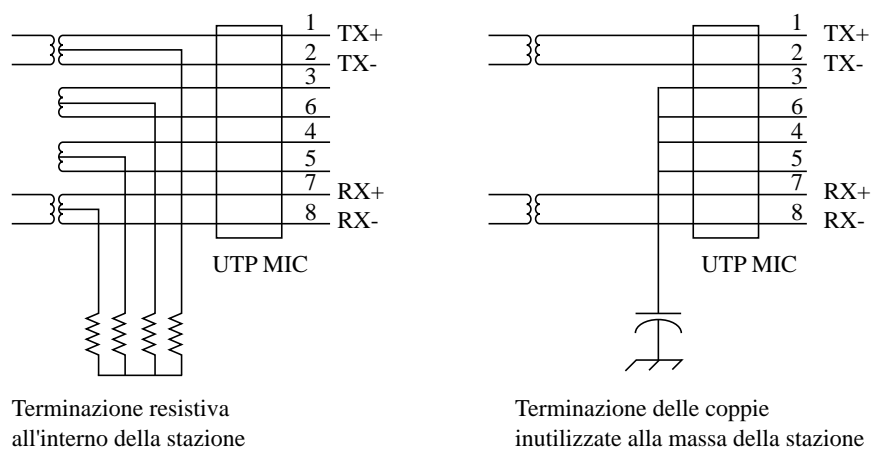 1
TX+
2
TX-
3
6
4
5
7
RX+
8
RX-
UTP MIC
Terminazione resistiva
all'interno della stazione
1
TX+
2
TX-
3
6
4
5
7
RX+
8
RX-
UTP MIC
Terminazione delle coppie
inutilizzate alla massa della stazione